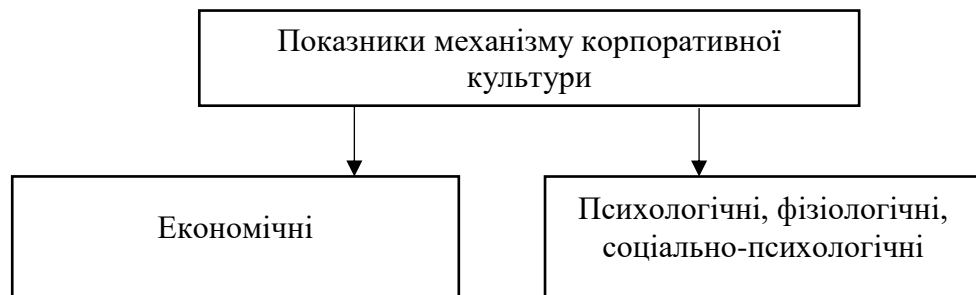 Показники механізму корпоративної
культури
Економічні
Психологічні, фізіологічні,
соціально-психологічні